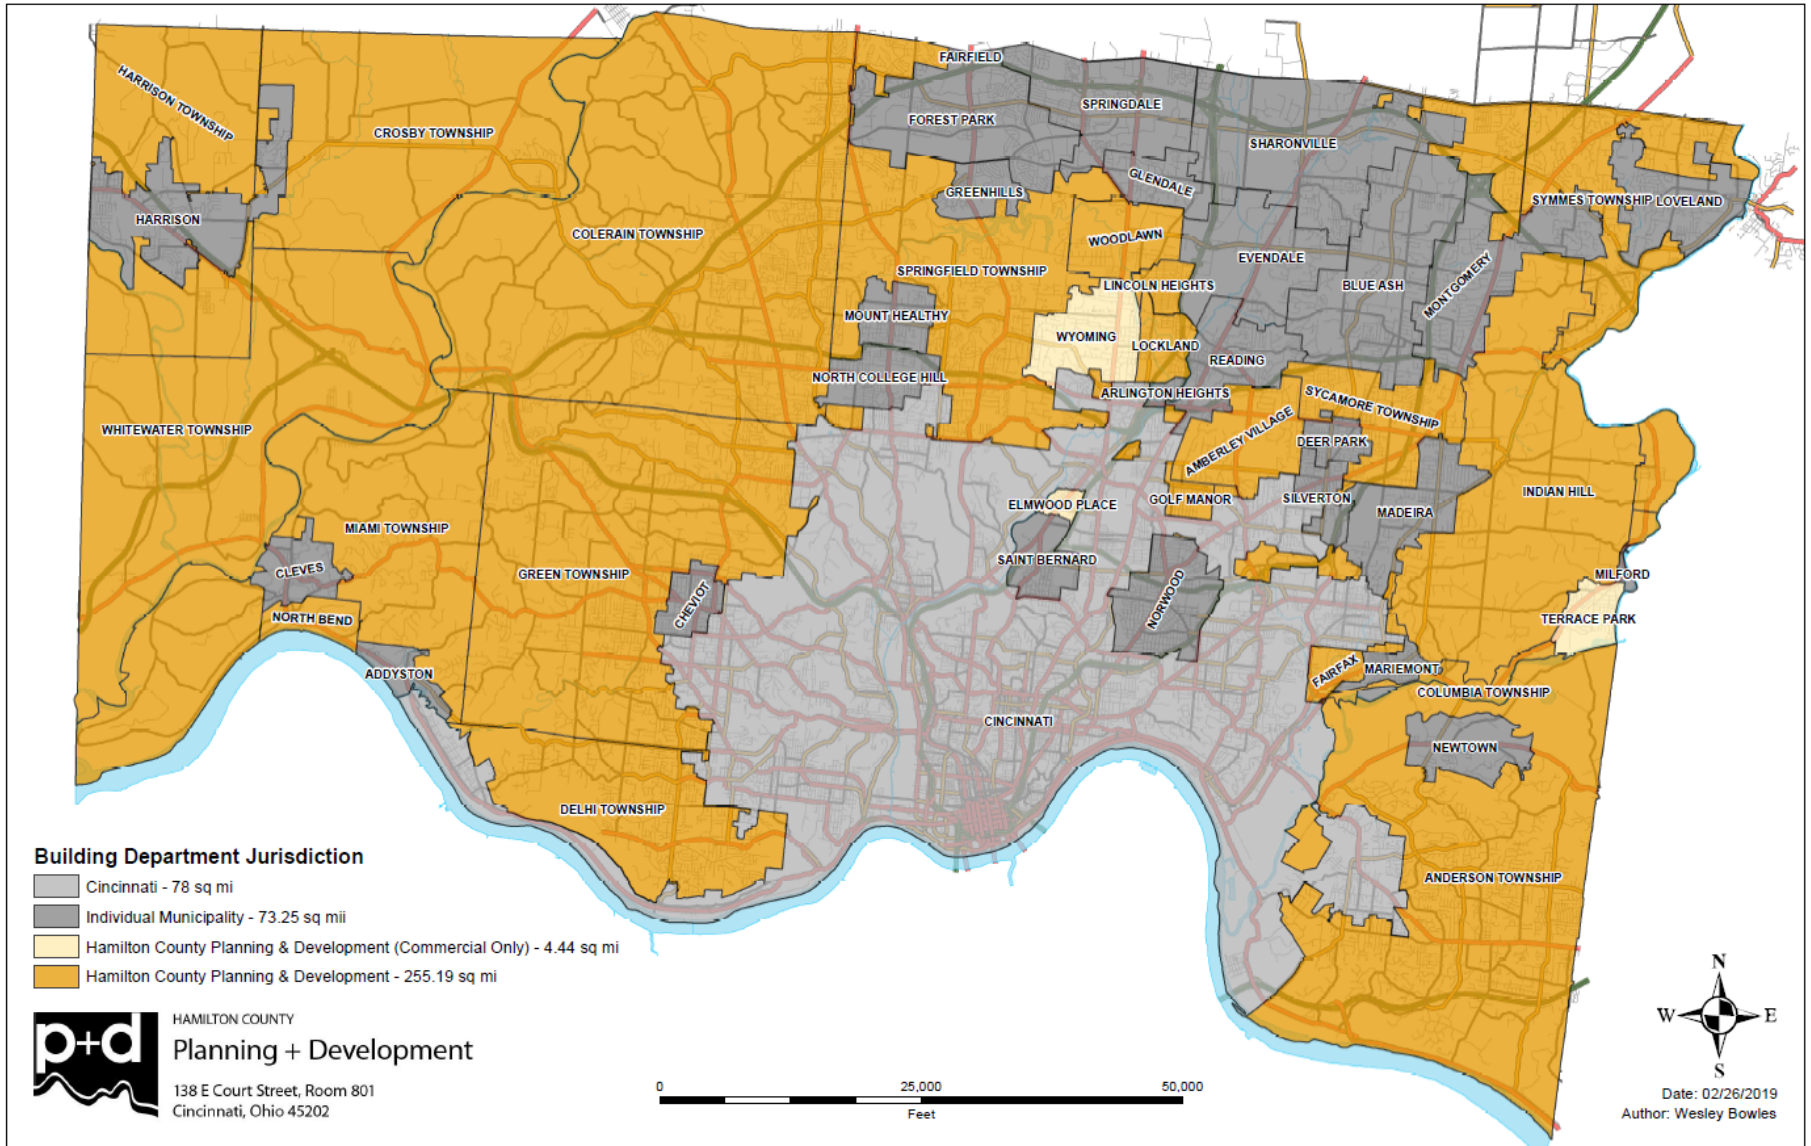 FAIRFIELD
HARRISON TOWNSHIP
SPRINGDALE
FOREST PARK
CROSBY TOWNSHIP
SHARONVILLE
GLENDALE
GREENHILLS
SYMMES TOWNSHIP
LOVELAND
HARRISON
COLERAIN TOWNSHIP
WOODLAWN
EVENDALE
SPRINGFIELD TOWNSHIP
LINCOLN HEIGHTS
BLUE ASH
MONTGOMERY
MOUNT HEALTHY
WYOMING
LOCKLAND
READING
NORTH COLLEGE HILL
ARLINGTON HEIGHTS
SYCAMORE TOWNSHIP
WHITEWATER TOWNSHIP
AMBERLEY VILLAGE
DEER PARK
INDIAN HILL
ELMWOOD PLACE
GOLF MANOR
SILVERTON
MADEIRA
MIAMI TOWNSHIP
SAINT BERNARD
CLEVES
GREEN TOWNSHIP
MILFORD
CHEVIOT
NORWOOD
NORTH BEND
TERRACE PARK
ADDYSTON
FAIRFAX
MARIEMONT
COLUMBIA TOWNSHIP
CINCINNATI
NEWTOWN
DELHI TOWNSHIP
ANDERSON TOWNSHIP
Building Department Jurisdiction
Cincinnati - 78 sq mi
Individual Municipality - 73.25 sq mii
Hamilton County Planning & Development (Commercial Only) - 4.44 sq mi
Hamilton County Planning & Development - 255.19 sq mi
p+d
HAMILTON COUNTY
Planning + Development
138 E Court Street, Room 801
Cincinnati, Ohio 45202
0 25,000 50,000
Feet
N
W E
S
Date: 02/26/2019
Author: Wesley Bowles